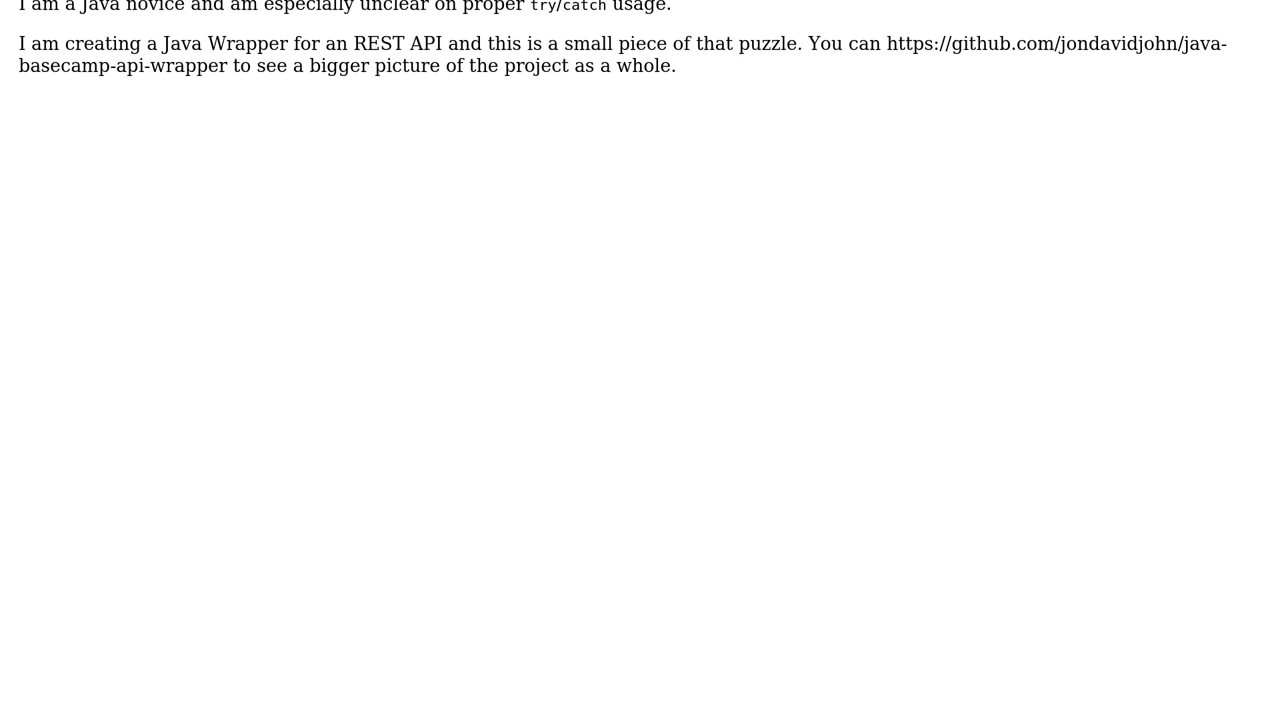 I am a Java novice and am especially unclear on proper try/catch usage.
I am creating a Java Wrapper for an REST API and this is a small piece of that puzzle. You can https://github.com/jondavidjohn/java-
basecamp-api-wrapper to see a bigger picture of the project as a whole.